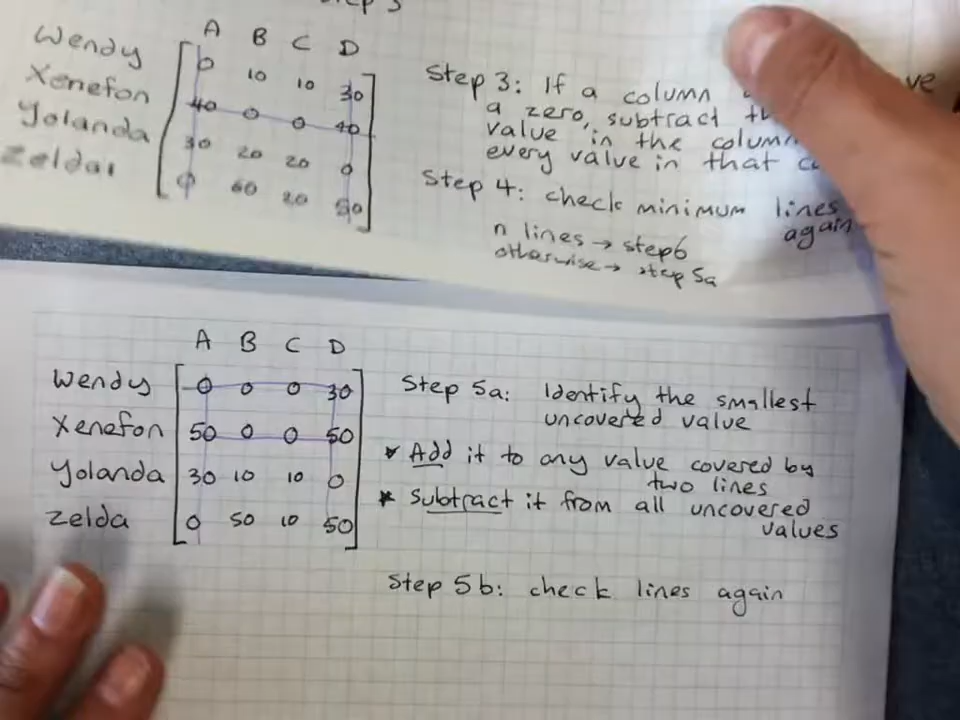 Step 3
A B C D
Wendy 0 10 10 30
Xenefon 40 0 0 40
Yolanda 30 20 20 0
Zelda 0 60 20 50
Step 3: If a column
a zero, subtract
value in the column
every value in that
Step 4: check minimum lines
again
n lines → step6
otherwise → step 5a
A B C D
Wendy 0 0 0 30
Xenefon 50 0 0 50
Yolanda 30 10 10 0
Zelda 0 50 10 50
Step 5a: Identify the smallest
uncovered value
* Add it to any value covered by
two lines
* Subtract it from all uncovered
values
Step 5b: check lines again